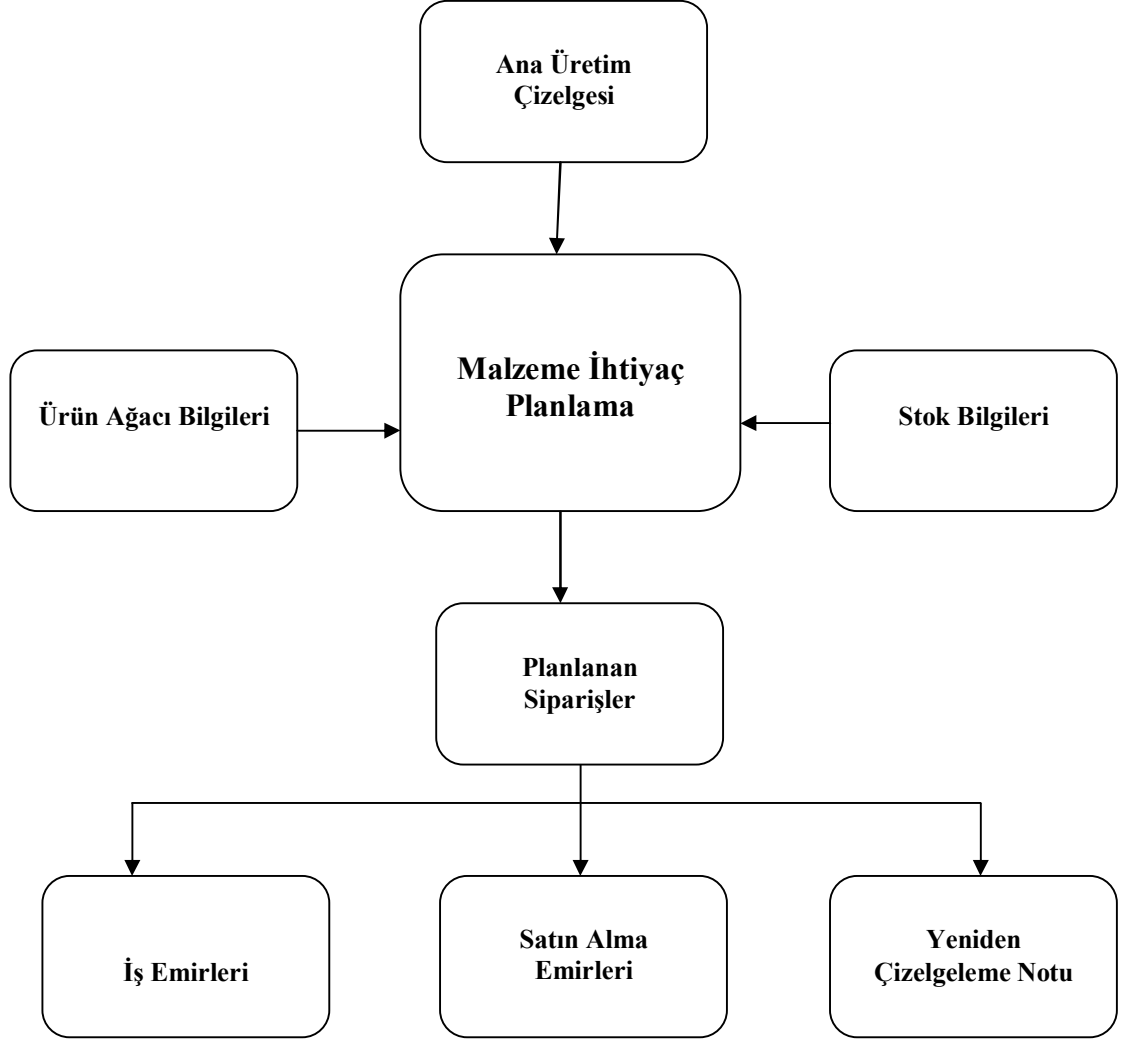 Ana Üretim
Çizelgesi
Malzeme İhtiyaç
Planlama
Ürün Ağacı Bilgileri
Stok Bilgileri
Planlanan
Siparişler
İş Emirleri
Satın Alma
Emirleri
Yeniden
Çizelgeleme Notu